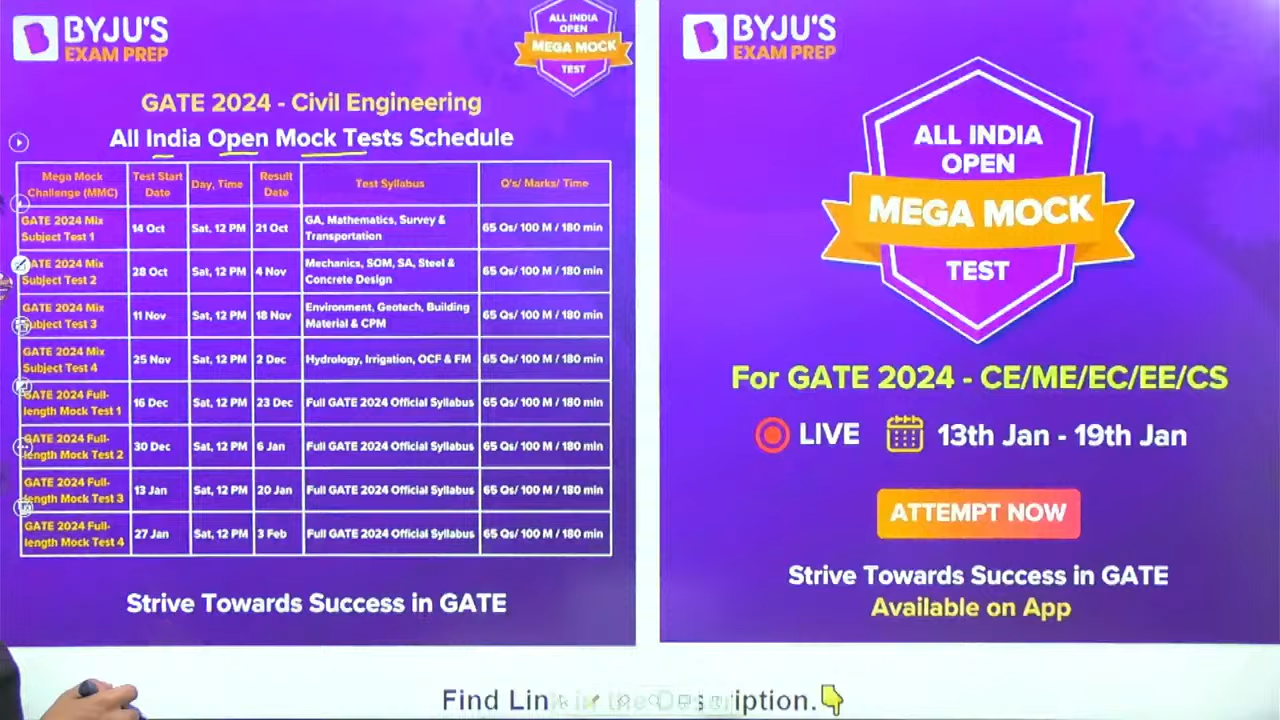 BYJU'S
EXAM PREP
ALL INDIA
OPEN
MEGA MOCK
TEST
GATE 2024 - Civil Engineering
All India Open Mock Tests Schedule
Mega Mock Challenge (MMC) Test Start Date Day, Time Result Date Test Syllabus Q's/ Marks/ Time
GATE 2024 Mix Subject Test 1 14 Oct Sat, 12 PM 21 Oct GA, Mathematics, Survey & Transportation 65 Qs/ 100 M / 180 min
GATE 2024 Mix Subject Test 2 28 Oct Sat, 12 PM 4 Nov Mechanics, SOM, SA, Steel & Concrete Design 65 Qs/ 100 M / 180 min
GATE 2024 Mix Subject Test 3 11 Nov Sat, 12 PM 18 Nov Environment, Geotech, Building Material & CPM 65 Qs/ 100 M / 180 min
GATE 2024 Mix Subject Test 4 25 Nov Sat, 12 PM 2 Dec Hydrology, Irrigation, OCF & FM 65 Qs/ 100 M / 180 min
GATE 2024 Full-length Mock Test 1 16 Dec Sat, 12 PM 23 Dec Full GATE 2024 Official Syllabus 65 Qs/ 100 M / 180 min
GATE 2024 Full-length Mock Test 2 30 Dec Sat, 12 PM 6 Jan Full GATE 2024 Official Syllabus 65 Qs/ 100 M / 180 min
GATE 2024 Full-length Mock Test 3 13 Jan Sat, 12 PM 20 Jan Full GATE 2024 Official Syllabus 65 Qs/ 100 M / 180 min
GATE 2024 Full-length Mock Test 4 27 Jan Sat, 12 PM 3 Feb Full GATE 2024 Official Syllabus 65 Qs/ 100 M / 180 min
Strive Towards Success in GATE
BYJU'S
EXAM PREP
ALL INDIA
OPEN
MEGA MOCK
TEST
For GATE 2024 - CE/ME/EC/EE/CS
LIVE 13th Jan - 19th Jan
ATTEMPT NOW
Strive Towards Success in GATE
Available on App
Find Link in the Description.